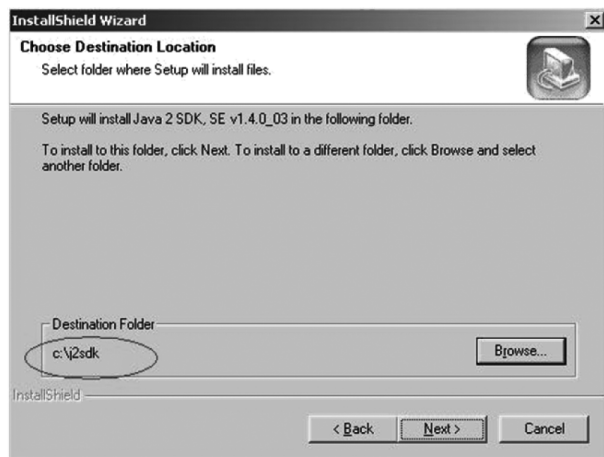 InstallShield Wizard
Choose Destination Location
Select folder where Setup will install files.
Setup will install Java 2 SDK, SE v1.4.0_03 in the following folder.
To install to this folder, click Next. To install to a different folder, click Browse and select
another folder.
Destination Folder
c:\j2sdk
Browse...
InstallShield
< Back
Next >
Cancel